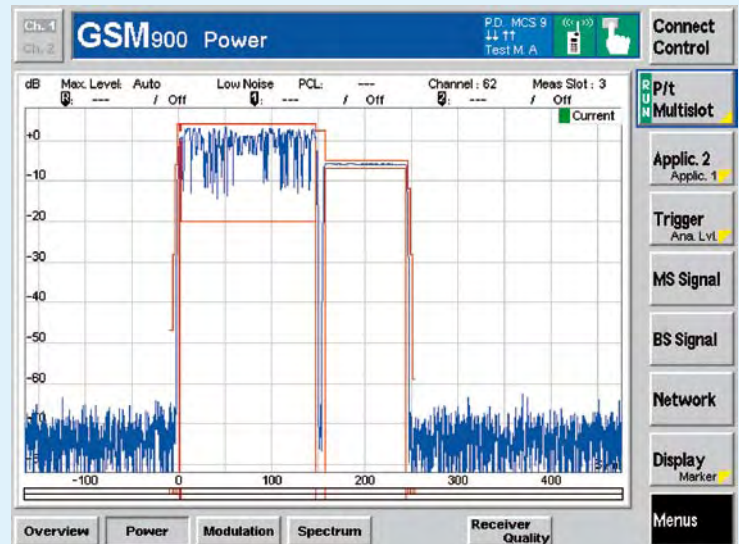 Ch. 1
Ch. 2
GSM900 Power
P.D. MCS 9
↓↓ ↑↑
Test M. A
Connect
Control
dB Max. Level: Auto Low Noise PCL: --- Channel : 62 Meas Slot : 3
R: --- / Off 1: --- / Off 2: --- / Off
Current
+0
-10
-20
-30
-40
-50
-60
-100 0 100 200 300 400
RUN
P/t
Multislot
Applic. 2
Applic. 1
Trigger
Ana. Lvl.
MS Signal
BS Signal
Network
Display
Marker
Menus
Overview Power Modulation Spectrum Receiver
Quality